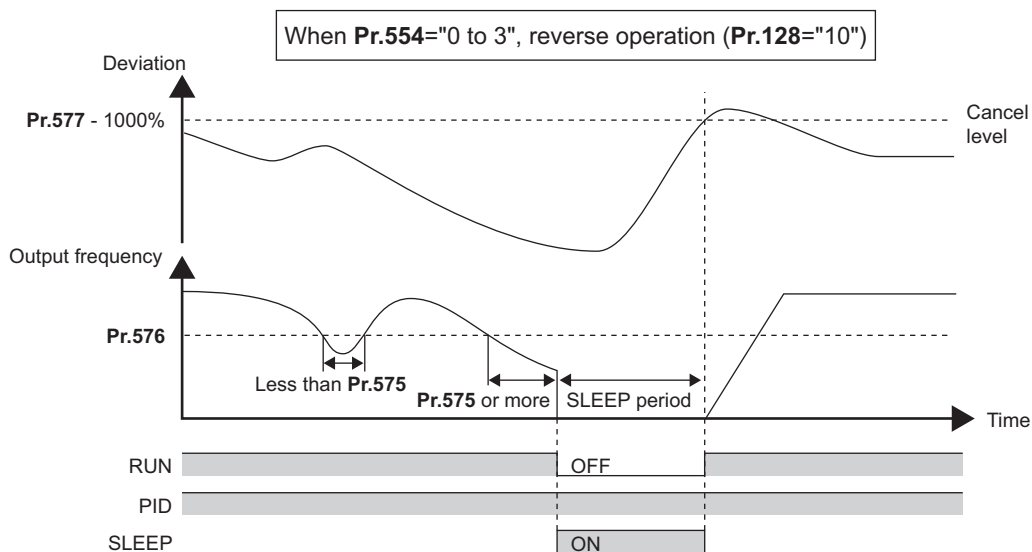 When Pr.554="0 to 3", reverse operation (Pr.128="10")
Deviation
Pr.577 - 1000%
Cancel
level
Output frequency
Pr.576
Less than Pr.575
Pr.575 or more
SLEEP period
Time
RUN
OFF
PID
SLEEP
ON